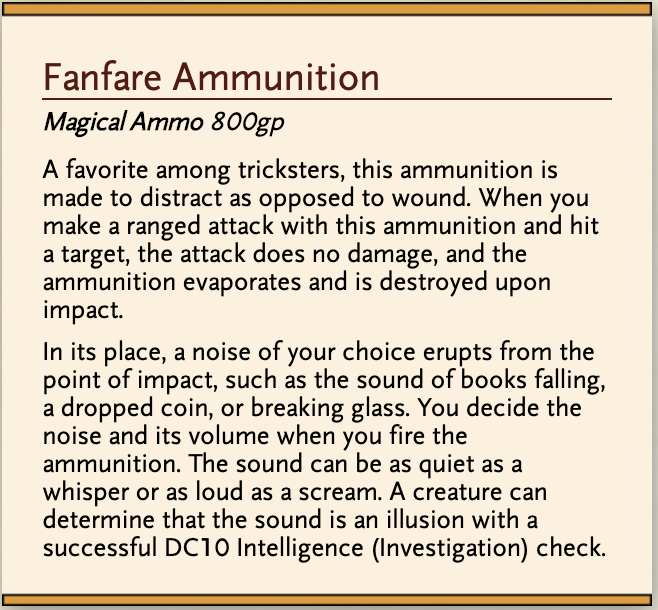 Fanfare Ammunition
Magical Ammo 800gp
A favorite among tricksters, this ammunition is
made to distract as opposed to wound. When you
make a ranged attack with this ammunition and hit
a target, the attack does no damage, and the
ammunition evaporates and is destroyed upon
impact.
In its place, a noise of your choice erupts from the
point of impact, such as the sound of books falling,
a dropped coin, or breaking glass. You decide the
noise and its volume when you fire the
ammunition. The sound can be as quiet as a
whisper or as loud as a scream. A creature can
determine that the sound is an illusion with a
successful DC10 Intelligence (Investigation) check.